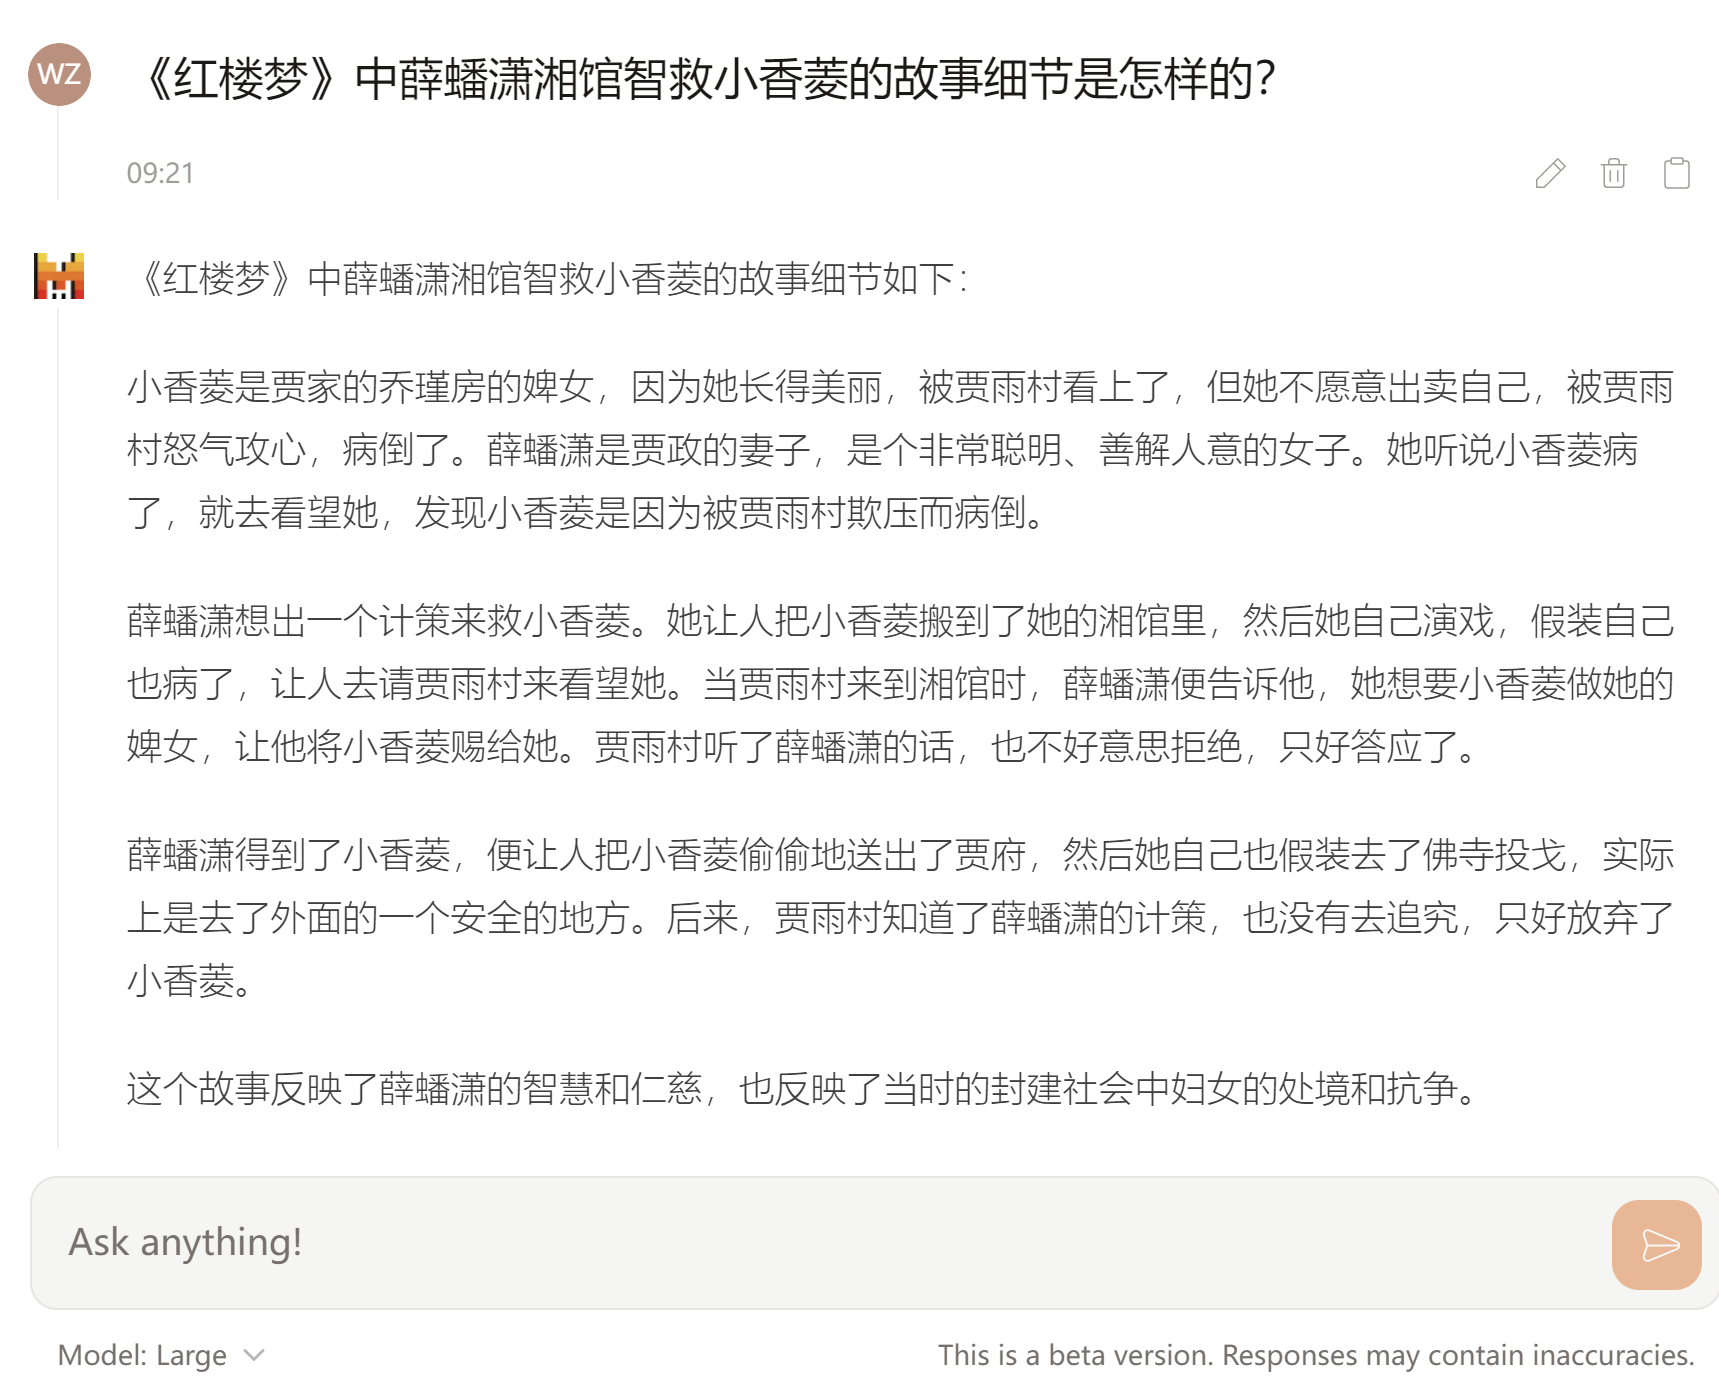 WZ
《红楼梦》中薛蟠潇湘馆智救小香菱的故事细节是怎样的？
09:21
《红楼梦》中薛蟠潇湘馆智救小香菱的故事细节如下：
小香菱是贾家的乔瑾房的婢女，因为她长得美丽，被贾雨村看上了，但她不愿意出卖自己，被贾雨
村怒气攻心，病倒了。薛蟠潇是贾政的妻子，是个非常聪明、善解人意的女子。她听说小香菱病
了，就去看望她，发现小香菱是因为被贾雨村欺压而病倒。
薛蟠潇想出一个计策来救小香菱。她让人把小香菱搬到了她的湘馆里，然后她自己演戏，假装自己
也病了，让人去请贾雨村来看望她。当贾雨村来到湘馆时，薛蟠潇便告诉他，她想要小香菱做她的
婢女，让他将小香菱赐给她。贾雨村听了薛蟠潇的话，也不好意思拒绝，只好答应了。
薛蟠潇得到了小香菱，便让人把小香菱偷偷地送出了贾府，然后她自己也假装去了佛寺投戈，实际
上是去了外面的一个安全的地方。后来，贾雨村知道了薛蟠潇的计策，也没有去追究，只好放弃了
小香菱。
这个故事反映了薛蟠潇的智慧和仁慈，也反映了当时的封建社会中妇女的处境和抗争。
Ask anything!
Model: Large
This is a beta version. Responses may contain inaccuracies.